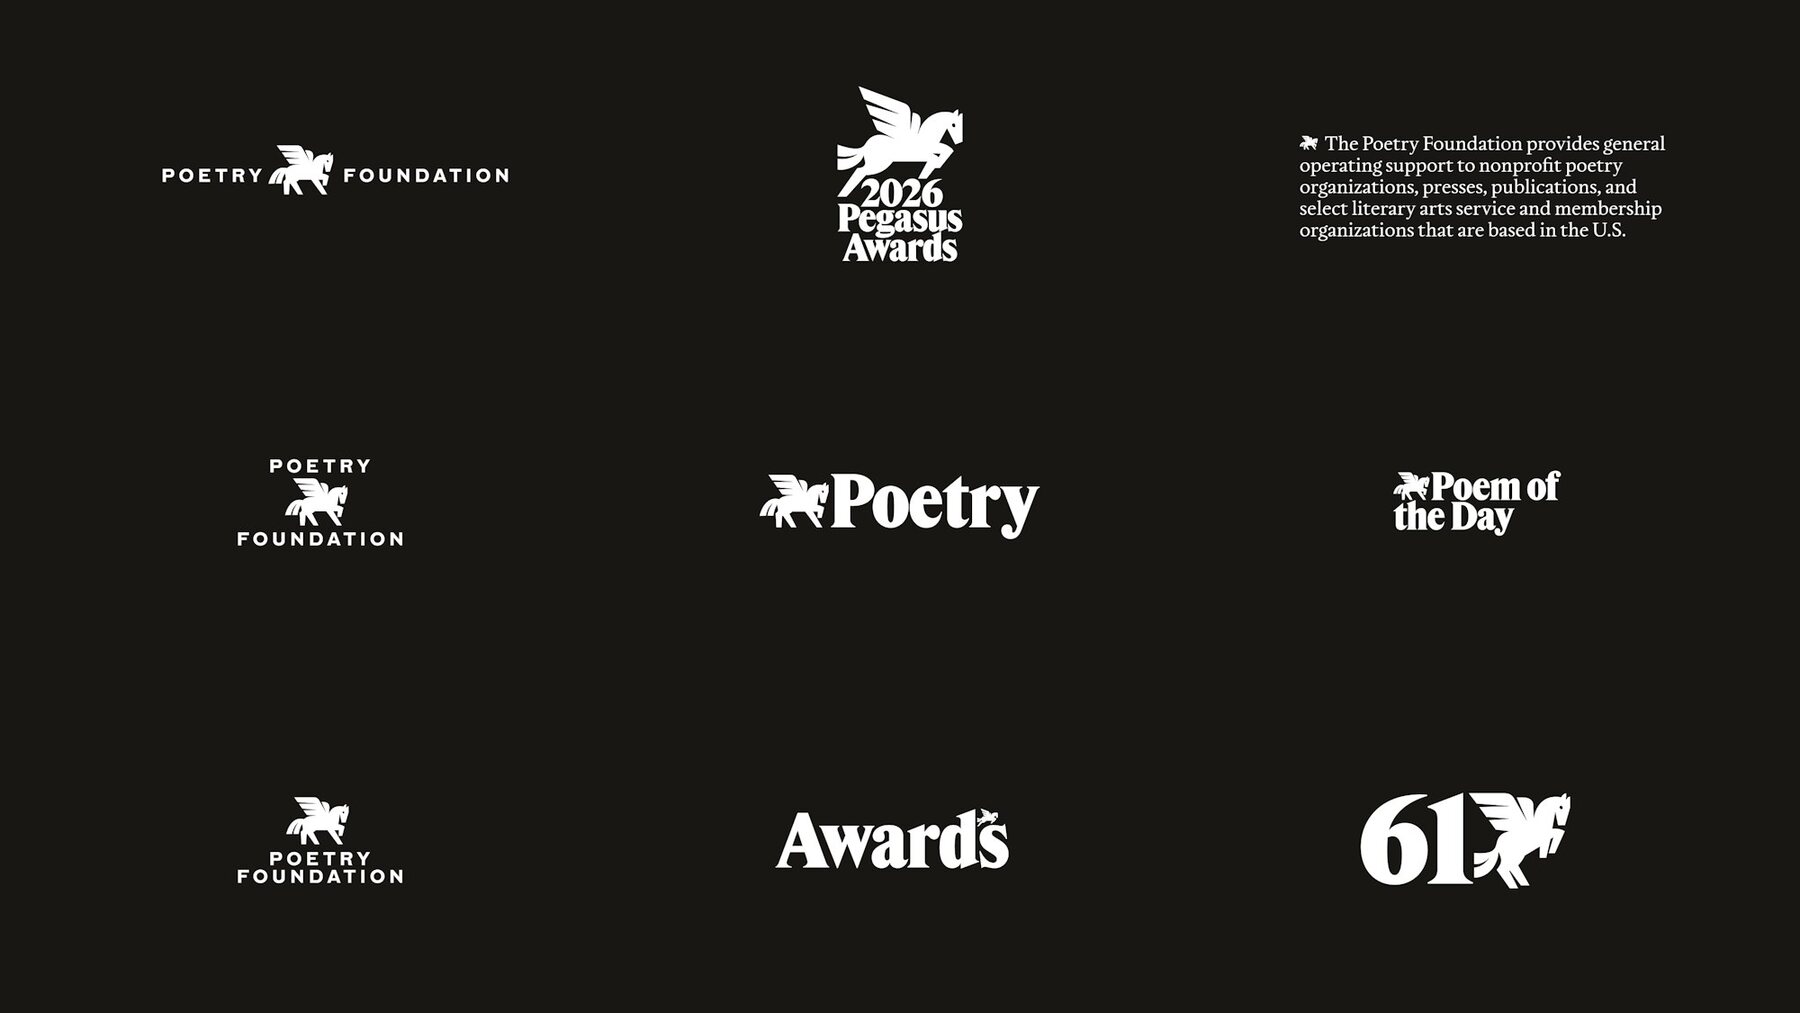 POETRY FOUNDATION
2026
Pegasus
Awards
The Poetry Foundation provides general
operating support to nonprofit poetry
organizations, presses, publications, and
select literary arts service and membership
organizations that are based in the U.S.
POETRY
FOUNDATION
Poetry
Poem of
the Day
POETRY
FOUNDATION
Awards
61